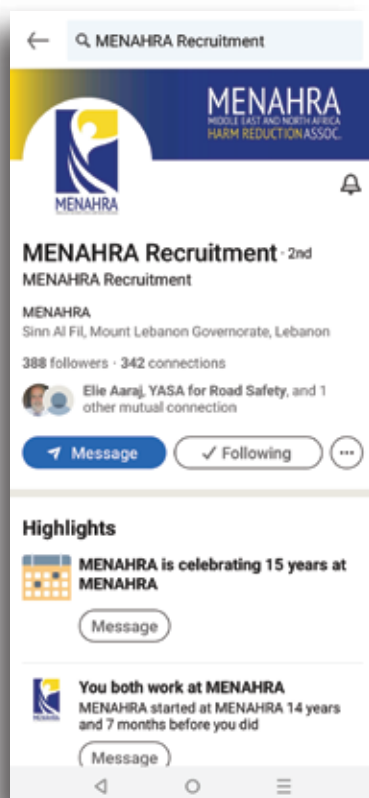 MENAHRA Recruitment
MENAHRA
MIDDLE EAST AND NORTH AFRICA
HARM REDUCTION ASSOC.
MENAHRA
MENAHRA Recruitment · 2nd
MENAHRA Recruitment
MENAHRA
Sinn Al Fil, Mount Lebanon Governorate, Lebanon
388 followers · 342 connections
Elie Aaraj, YASA for Road Safety, and 1
other mutual connection
Message
Following
Highlights
MENAHRA is celebrating 15 years at
MENAHRA
Message
You both work at MENAHRA
MENAHRA started at MENAHRA 14 years
and 7 months before you did
MENAHRA
Message